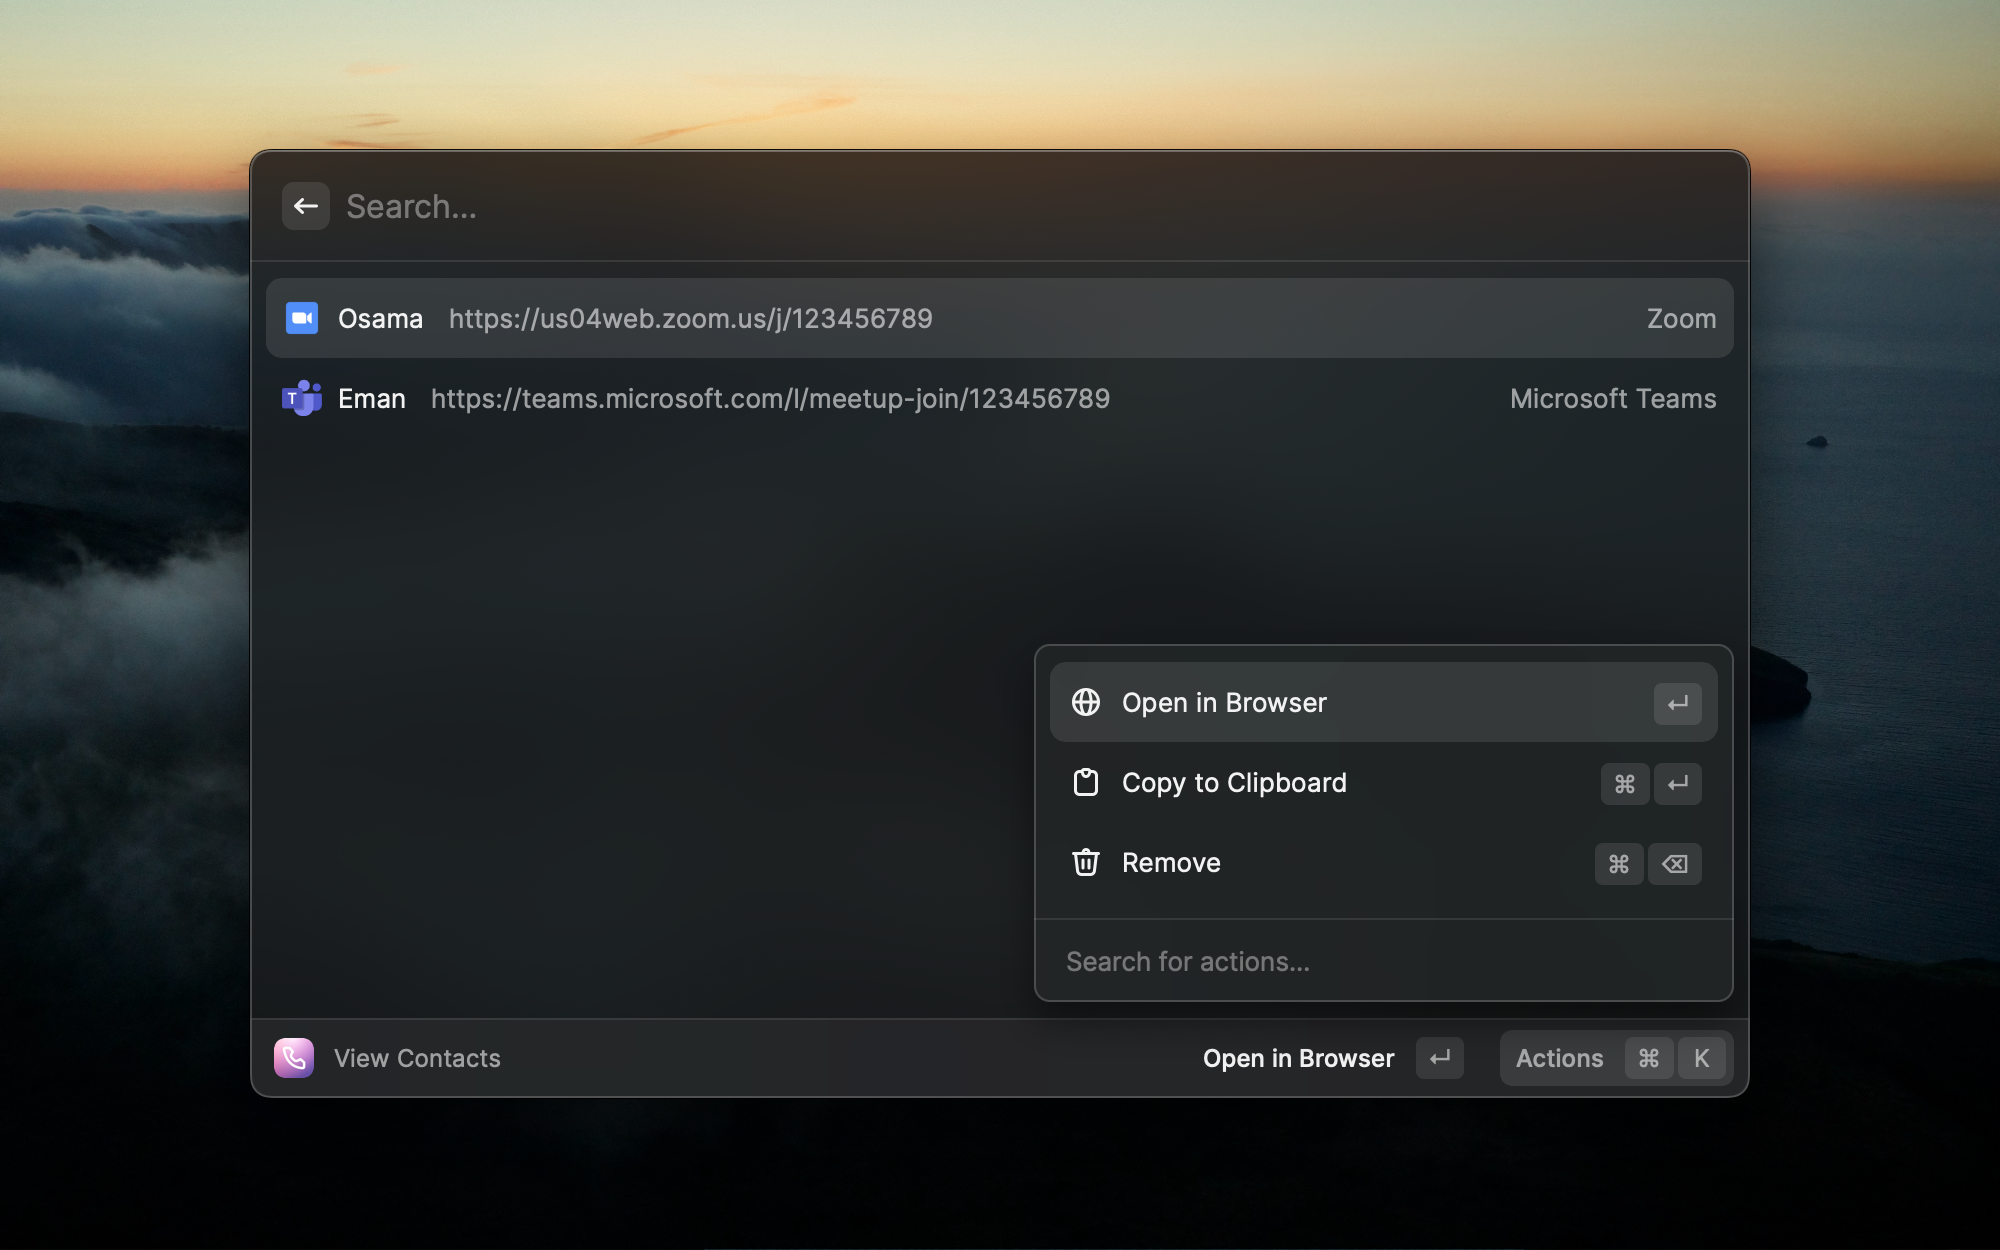 Search...
Osama https://us04web.zoom.us/j/123456789 Zoom
T Eman https://teams.microsoft.com/l/meetup-join/123456789 Microsoft Teams
Open in Browser ↵
Copy to Clipboard ⌘ ↵
Remove ⌘ ⌫
Search for actions...
View Contacts Open in Browser ↵ Actions ⌘ K